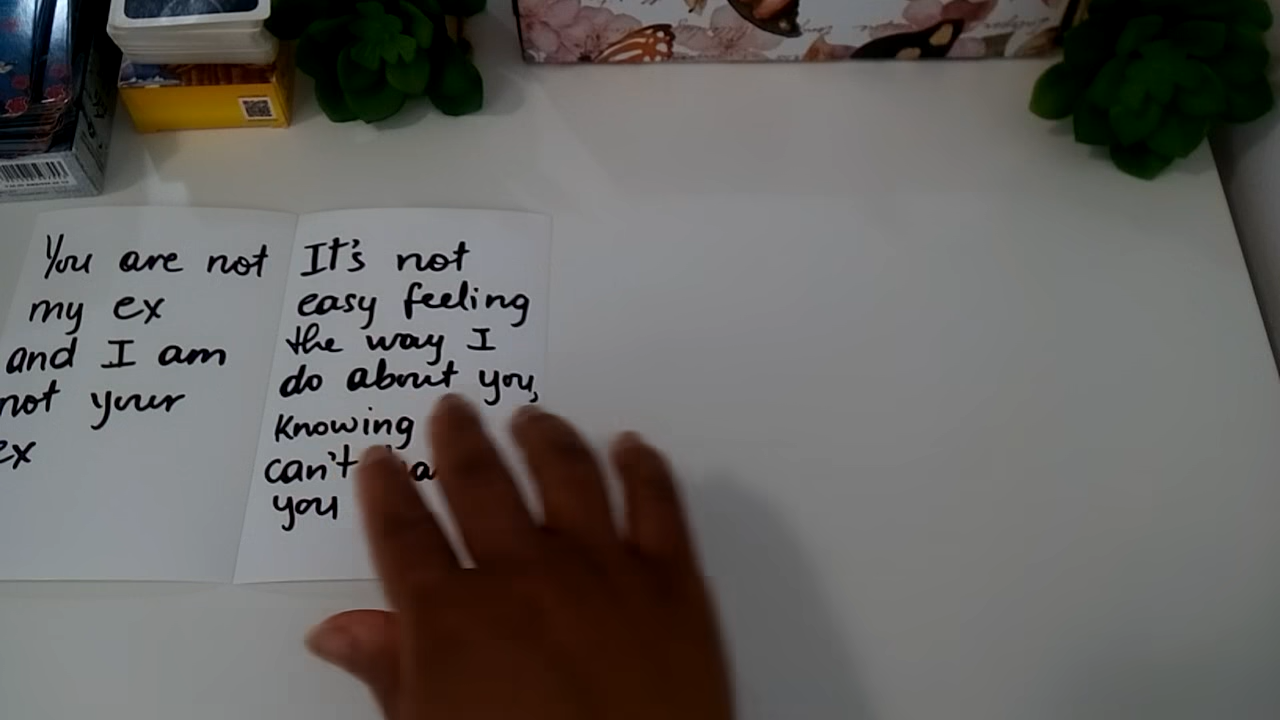 You are not
my ex
and I am
not your
ex
It's not
easy feeling
the way I
do about you,
Knowing
can't
you